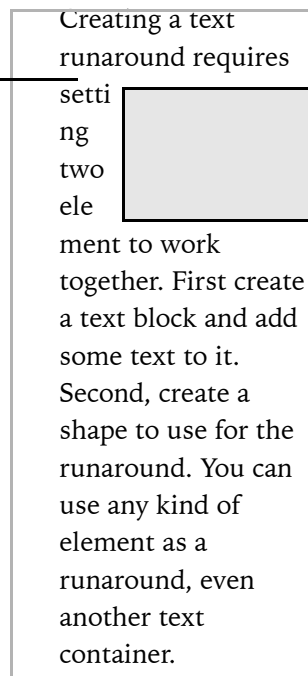 Creating a text
runaround requires
setti
ng
two
ele
ment to work
together. First create
a text block and add
some text to it.
Second, create a
shape to use for the
runaround. You can
use any kind of
element as a
runaround, even
another text
container.